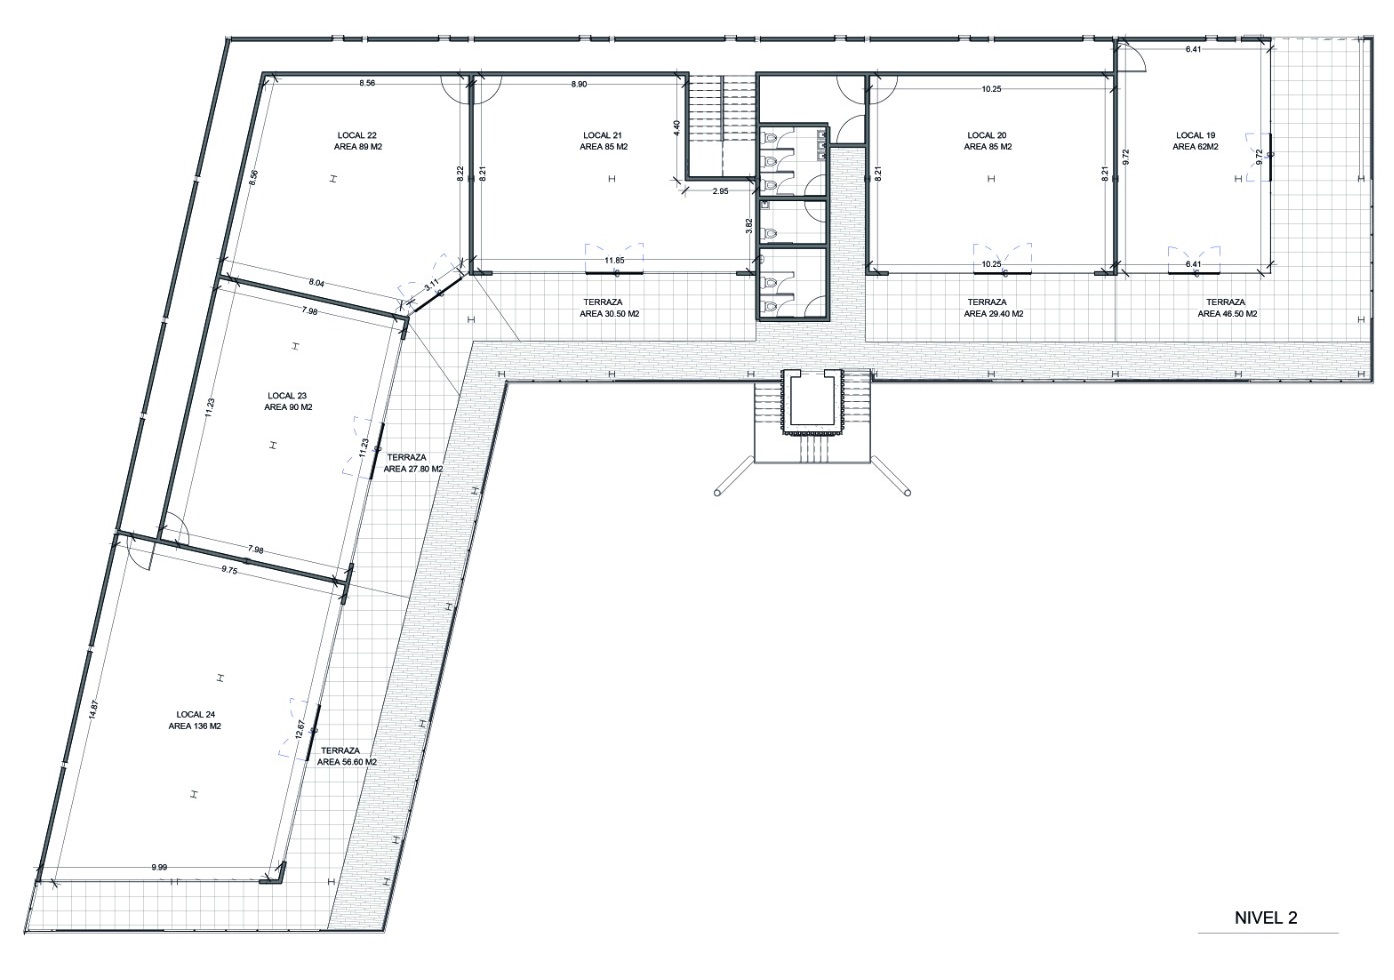 6.41
8.56
8.90
10.25
LOCAL 22
AREA 89 M2
LOCAL 21
AREA 85 M2
4.40
LOCAL 20
AREA 85 M2
LOCAL 19
AREA 62M2
9.72
9.72
8.56
8.22
8.21
8.21
8.21
2.95
3.82
11.85
10.25
6.41
8.04
3.11
7.98
TERRAZA
AREA 30.50 M2
TERRAZA
AREA 29.40 M2
TERRAZA
AREA 46.50 M2
LOCAL 23
AREA 90 M2
11.23
11.23
TERRAZA
AREA 27.80 M2
7.98
9.75
LOCAL 24
AREA 136 M2
14.87
12.67
TERRAZA
AREA 56.60 M2
9.99
NIVEL 2